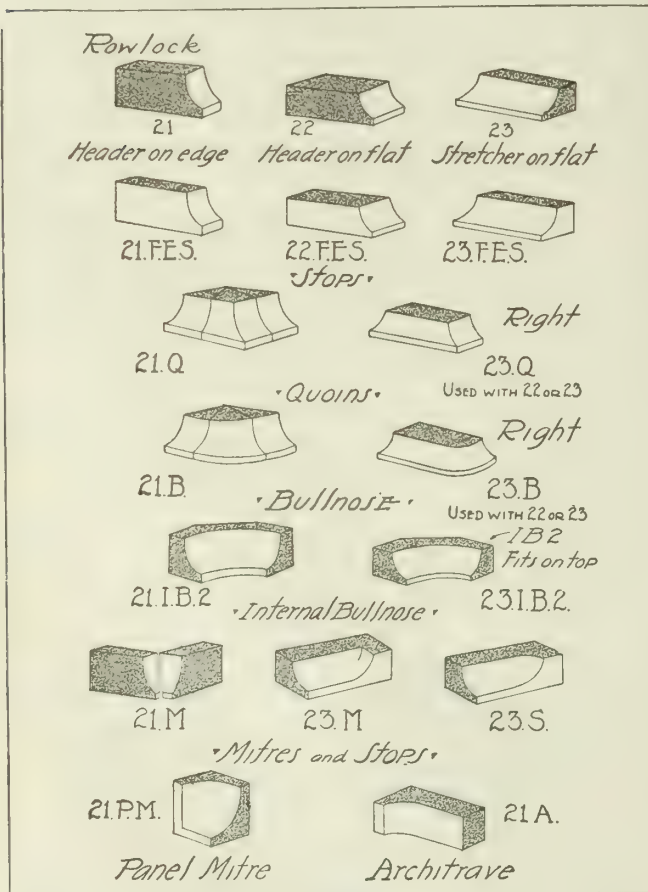 Rowlock
21 22 23
Header on edge Header on flat Stretcher on flat
21.F.E.S. 22.F.E.S. 23.F.E.S.
·Stops·
Right
21.Q 23.Q
·Quoins· USED WITH 22 OR 23
Right
21.B. 23.B
·Bullnose· USED WITH 22 OR 23
IB2
Fits on top
21.I.B.2 23.I.B.2.
·Internal Bullnose·
21.M 23.M 23.S.
·Mitres and Stops·
21.P.M. 21A.
Panel Mitre Architrave